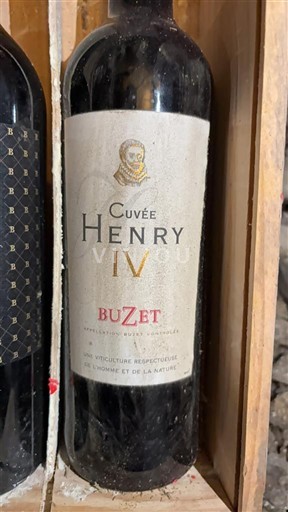 CUVÉE
HENRY
IV
BUZET
APPELLATION BUZET CONTRÔLÉE
UNE VITICULTURE RESPECTUEUSE
DE L'HOMME ET DE LA NATURE